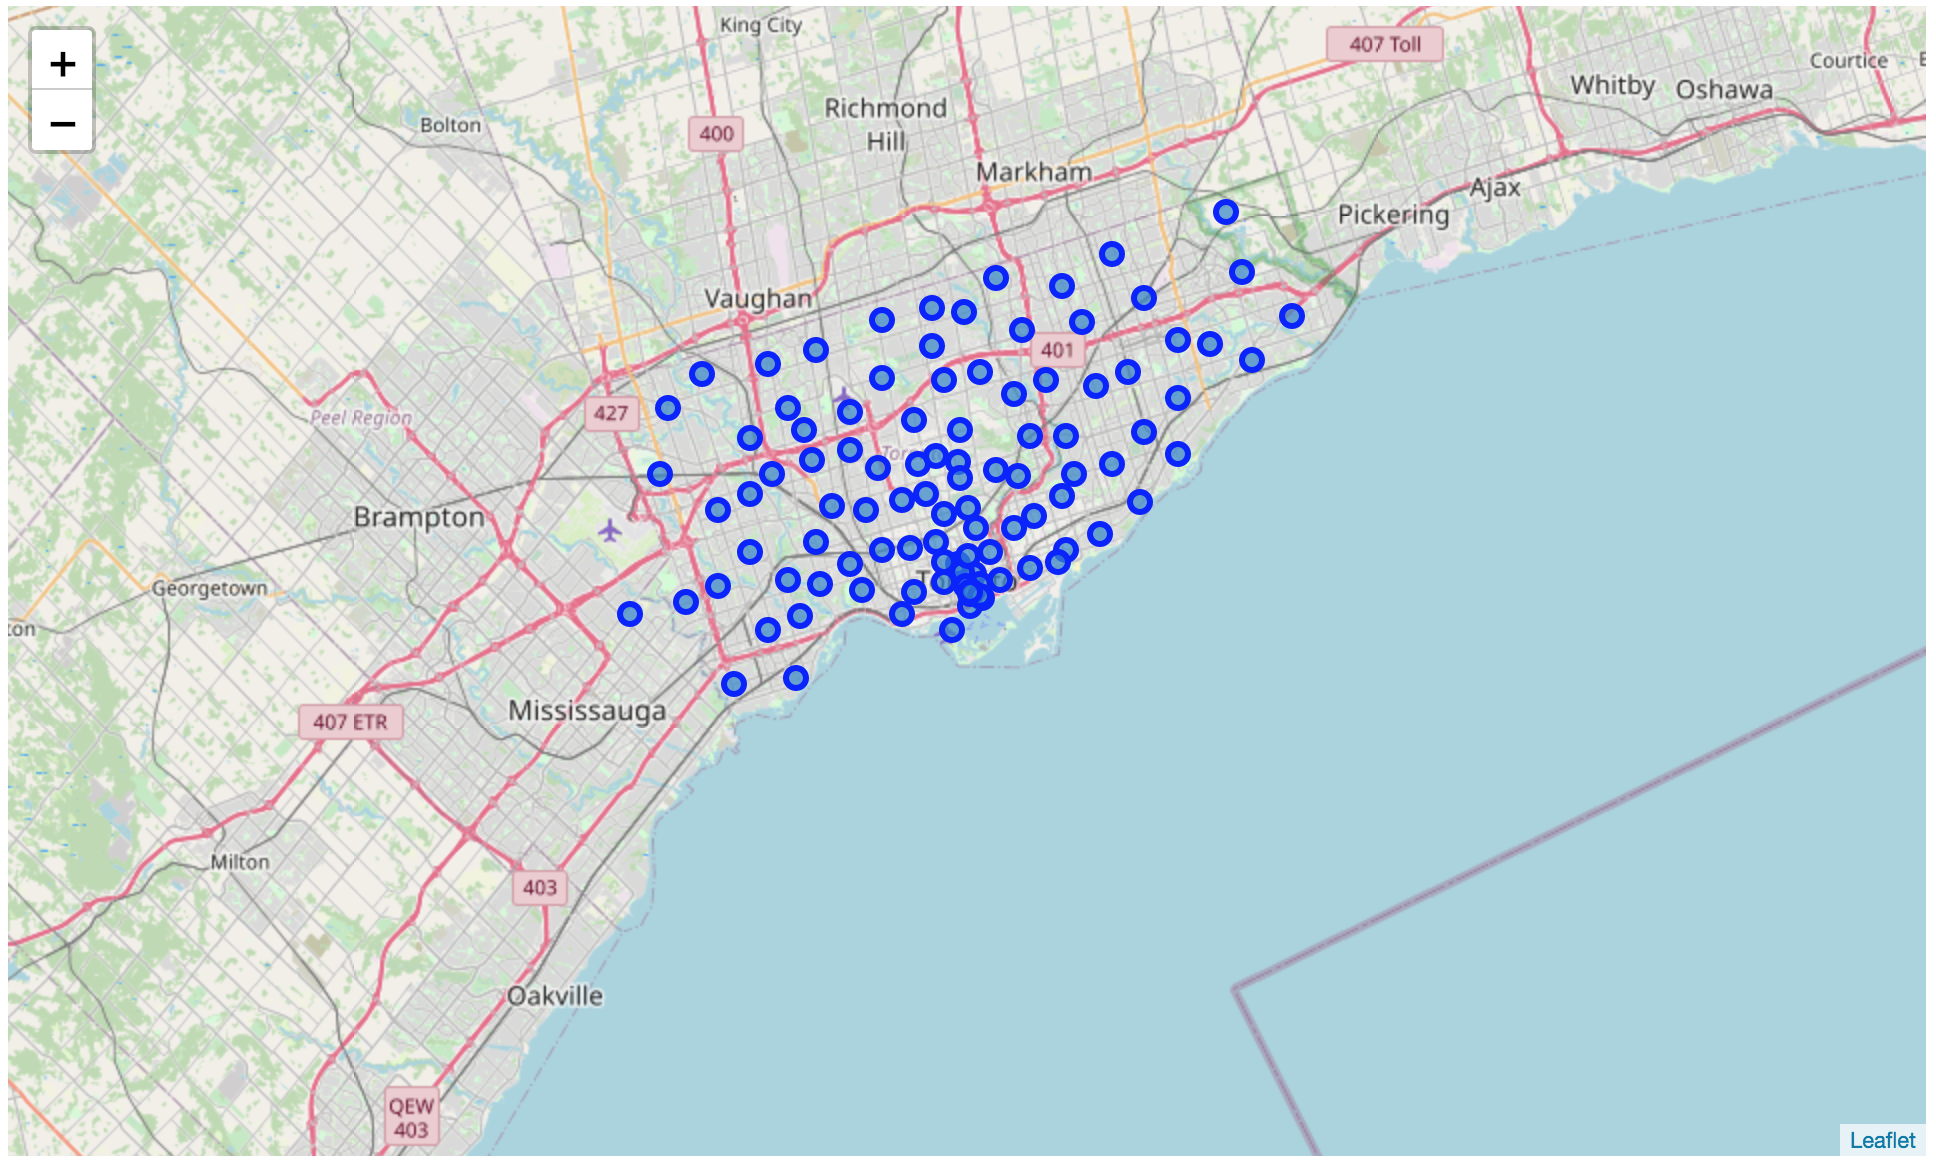 +
−
King City
407 Toll
Courtice
Whitby
Oshawa
Richmond
Hill
Bolton
400
Markham
Ajax
Pickering
Vaughan
401
Peel Region
427
Brampton
Georgetown
407 ETR
Mississauga
Milton
403
Oakville
QEW
403
Leaflet